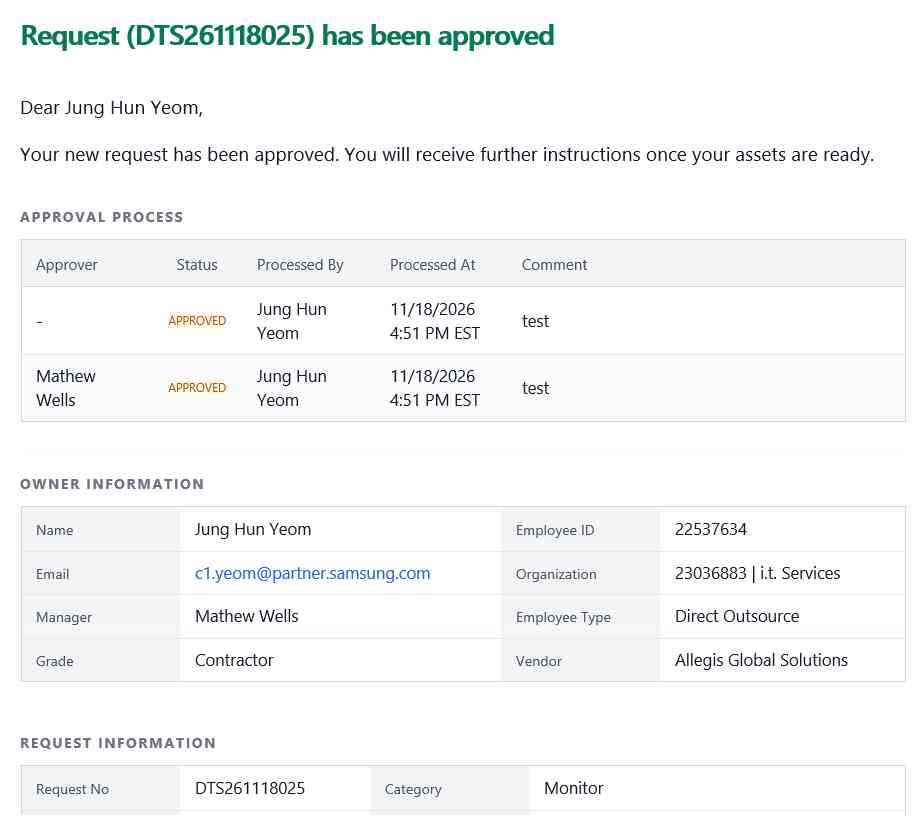 Request (DTS261118025) has been approved
Dear Jung Hun Yeom,
Your new request has been approved. You will receive further instructions once your assets are ready.
APPROVAL PROCESS
Approver Status Processed By Processed At Comment
- APPROVED Jung Hun Yeom 11/18/2026 4:51 PM EST test
Mathew Wells APPROVED Jung Hun Yeom 11/18/2026 4:51 PM EST test
OWNER INFORMATION
Name Jung Hun Yeom Employee ID 22537634
Email c1.yeom@partner.samsung.com Organization 23036883 | i.t. Services
Manager Mathew Wells Employee Type Direct Outsource
Grade Contractor Vendor Allegis Global Solutions
REQUEST INFORMATION
Request No DTS261118025 Category Monitor